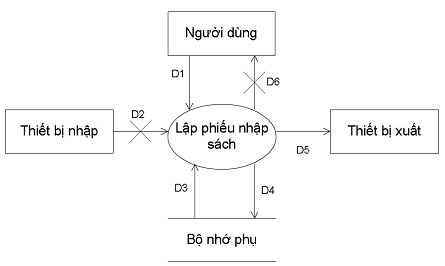 Người dùng
D1
D6
Thiết bị nhập
D2
Lập phiếu nhập
sách
D5
Thiết bị xuất
D3
D4
Bộ nhớ phụ